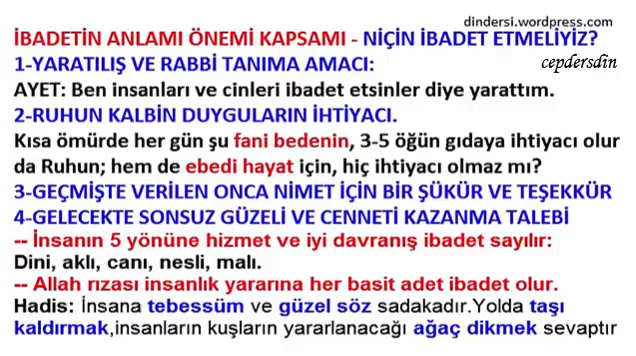 dindersi.wordpress.com
İBADETİN ANLAMI ÖNEMİ KAPSAMI - NİÇİN İBADET ETMELİYİZ?
1-YARATILIŞ VE RABBİ TANIMA AMACI:
cepdersdin
AYET: Ben insanları ve cinleri ibadet etsinler diye yarattım.
2-RUHUN KALBİN DUYGULARIN İHTİYACI.
Kısa ömürde her gün şu fani bedenin, 3-5 öğün gıdaya ihtiyacı olur
da Ruhun; hem de ebedi hayat için, hiç ihtiyacı olmaz mı?
3-GEÇMİŞTE VERİLEN ONCA NİMET İÇİN BİR ŞÜKÜR VE TEŞEKKÜR
4-GELECEKTE SONSUZ GÜZELİ VE CENNETİ KAZANMA TALEBİ
-- İnsanın 5 yönüne hizmet ve iyi davranış ibadet sayılır:
Dini, aklı, canı, nesli, malı.
-- Allah rızası insanlık yararına her basit adet ibadet olur.
Hadis: İnsana tebessüm ve güzel söz sadakadır.Yolda taşı
kaldırmak,insanların kuşların yararlanacağı ağaç dikmek sevaptır